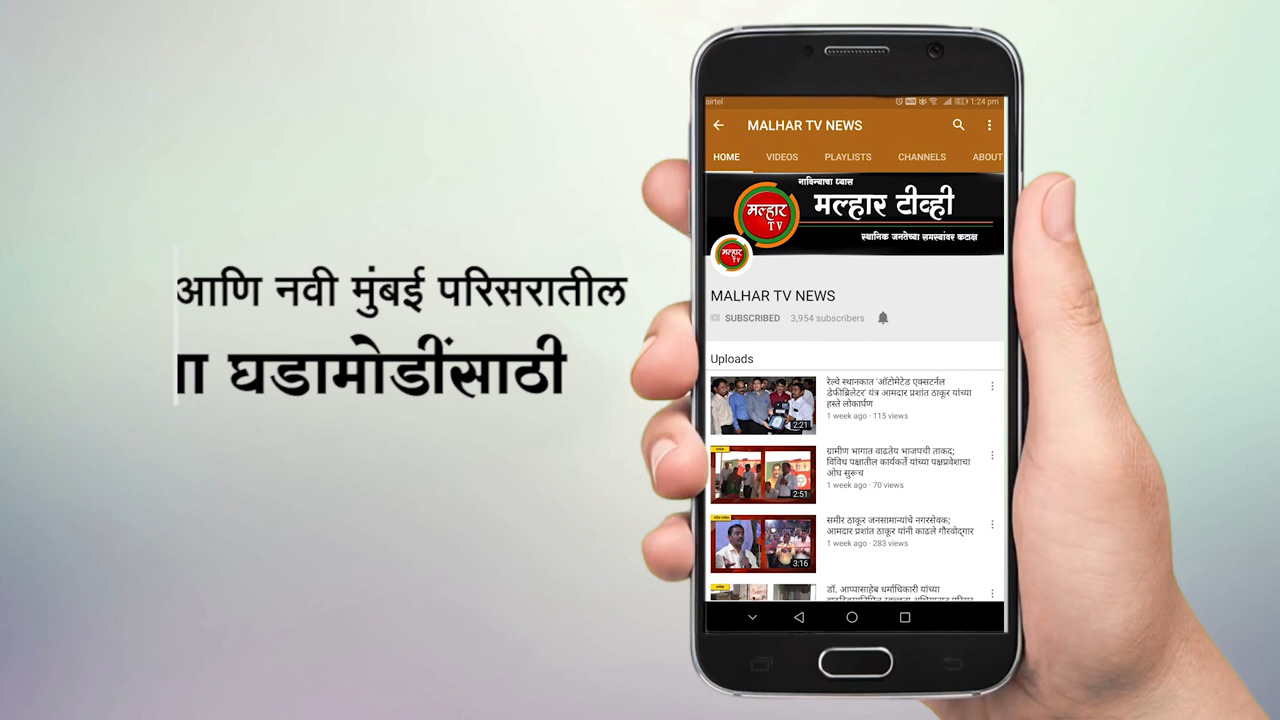 आणि नवी मुंबई परिसरातील
घडामोडींसाठी
airtel
1:24 pm
MALHAR TV NEWS
HOME VIDEOS PLAYLISTS CHANNELS ABOUT
नाविन्याचा ध्यास
मल्हार टीव्ही
स्थानिक जनतेच्या समस्यांवर कटाक्ष
मल्हार
TV
मल्हार
TV
MALHAR TV NEWS
SUBSCRIBED 3,954 subscribers
Uploads
रेल्वे स्थानकात 'ऑटोमेटेड एक्सटर्नल
डेफीब्रिलेटर' यंत्र आमदार प्रशांत ठाकूर यांच्या
हस्ते लोकार्पण
1 week ago · 115 views
2:21
ग्रामीण भागात वाढतेय भाजपची ताकद;
विविध पक्षातील कार्यकर्ते यांच्या पक्षप्रवेशाचा
ओघ सुरूच
1 week ago · 70 views
2:51
समीर ठाकूर जनसामान्यांचे नगरसेवक;
आमदार प्रशांत ठाकूर यांनी काढले गौरवोद्गार
1 week ago · 283 views
3:16
डॉ. आप्पासाहेब धर्माधिकारी यांच्या